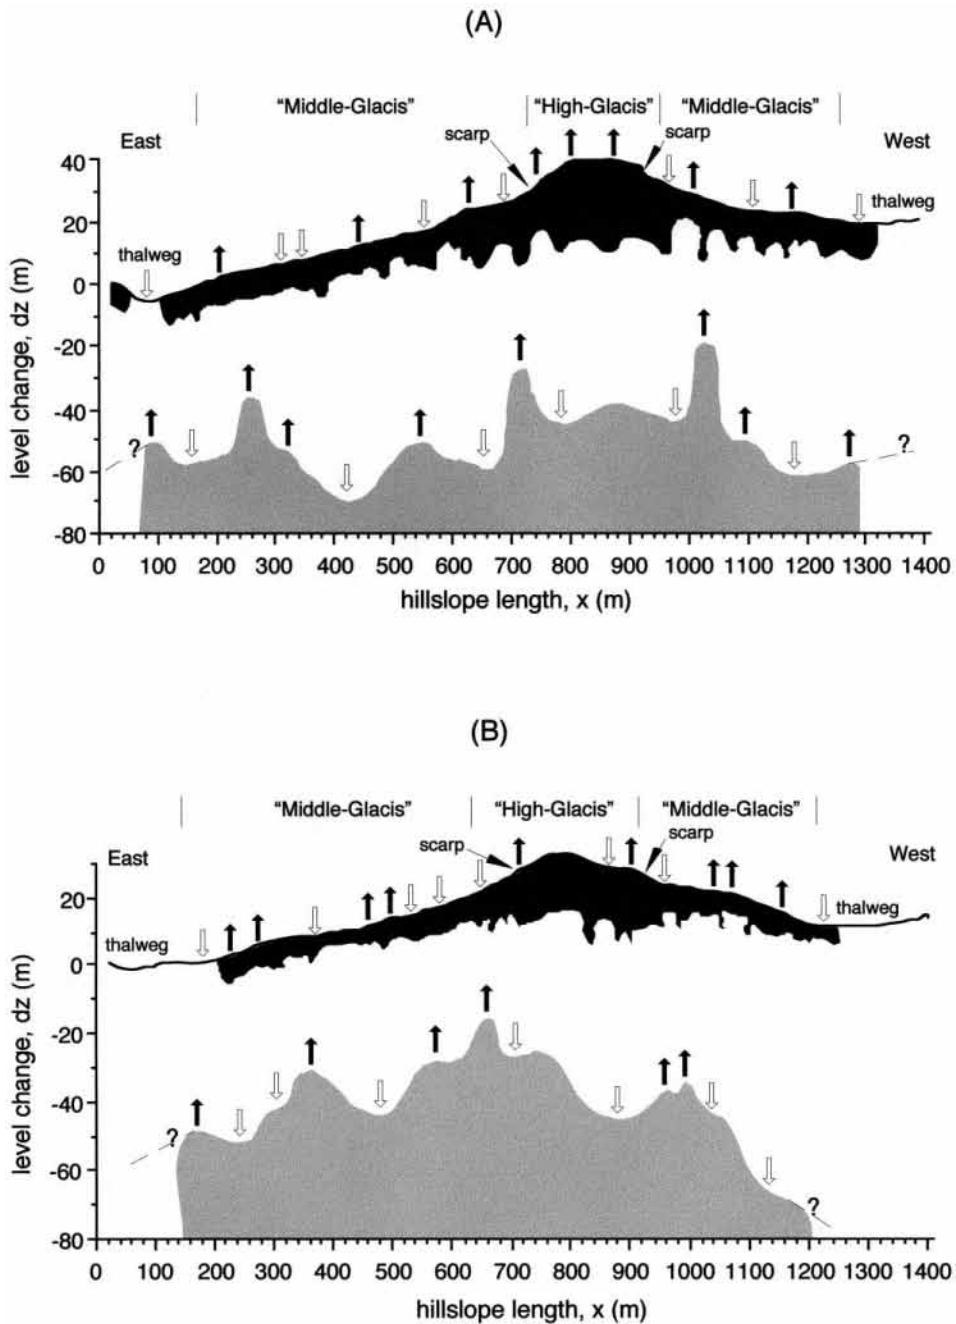 (A)
"Middle-Glacis" "High-Glacis" "Middle-Glacis"
East scarp scarp West
thalweg thalweg
level change, dz (m)
40
20
0
-20
-40
-60
-80
? ?
0 100 200 300 400 500 600 700 800 900 1000 1100 1200 1300 1400
hillslope length, x (m)
(B)
"Middle-Glacis" "High-Glacis" "Middle-Glacis"
East scarp scarp West
thalweg thalweg
level change, dz (m)
20
0
-20
-40
-60
-80
? ?
0 100 200 300 400 500 600 700 800 900 1000 1100 1200 1300 1400
hillslope length, x (m)